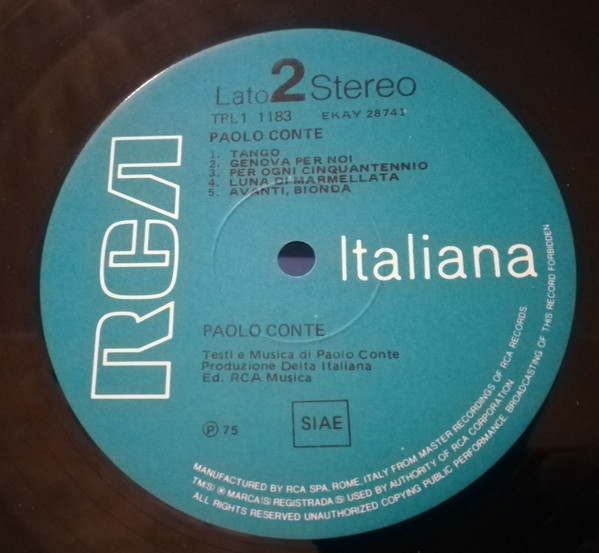 Lato 2 Stereo
TPL1 1183 EKAY 28741
PAOLO CONTE
1. TANGO
2. GENOVA PER NOI
3. PER OGNI CINQUANTENNIO
4. LUNA DI MARMELLATA
5. AVANTI, BIONDA
RCA
Italiana
PAOLO CONTE
Testi e Musica di Paolo Conte
Produzione Delta Italiana
Ed. RCA Musica
℗ 75
SIAE
MANUFACTURED BY RCA SPA, ROME, ITALY FROM MASTER RECORDINGS OF RCA RECORDS
TM(S) ® MARCA(S) REGISTRADA(S) USED BY AUTHORITY OF RCA CORPORATION
ALL RIGHTS RESERVED UNAUTHORIZED COPYING PUBLIC PERFORMANCE BROADCASTING OF THIS RECORD FORBIDDEN